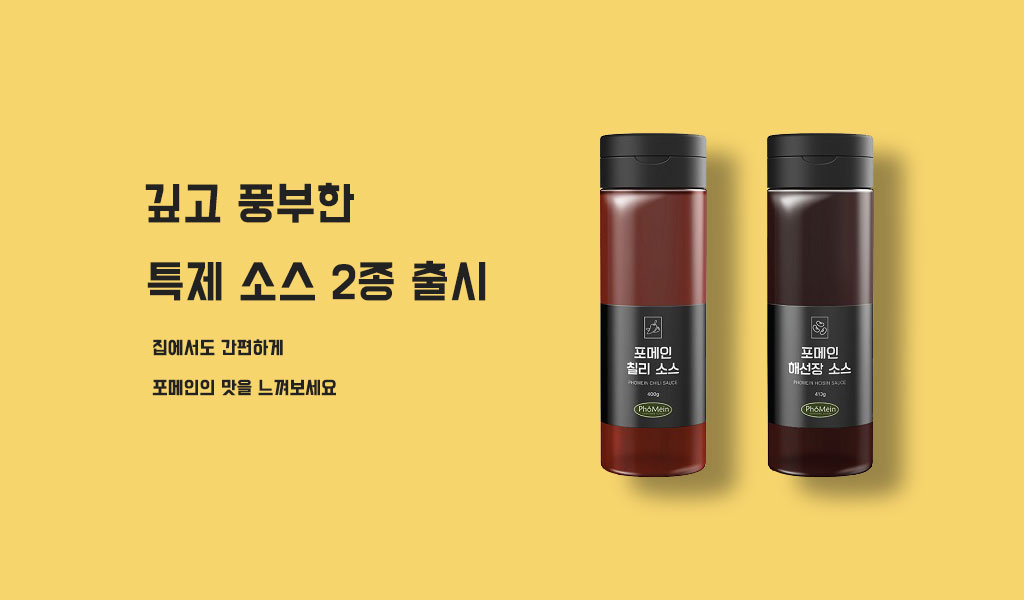 깊고 풍부한
특제 소스 2종 출시
집에서도 간편하게
포메인의 맛을 느껴보세요
포메인
칠리 소스
PHOMEIN CHILI SAUCE
400g
PhôMein
포메인
해선장 소스
PHOMEIN HOISIN SAUCE
413g
PhôMein